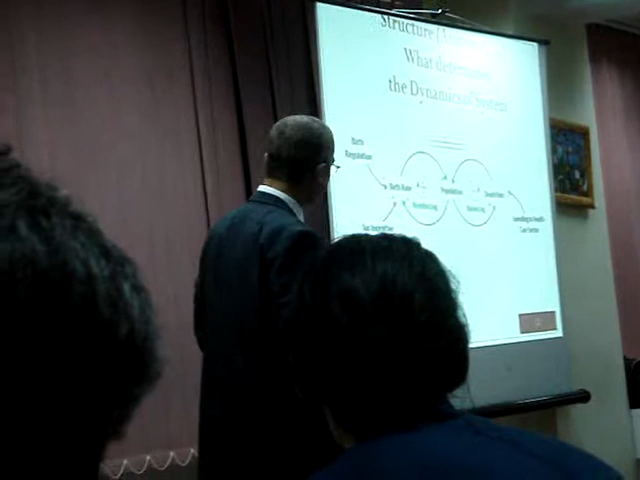 Structure
What determines
the Dynamics of System
Birth
Regulation
Birth Rate
Population
Death Rate
Reinforcing
Balancing
Tax Incentive